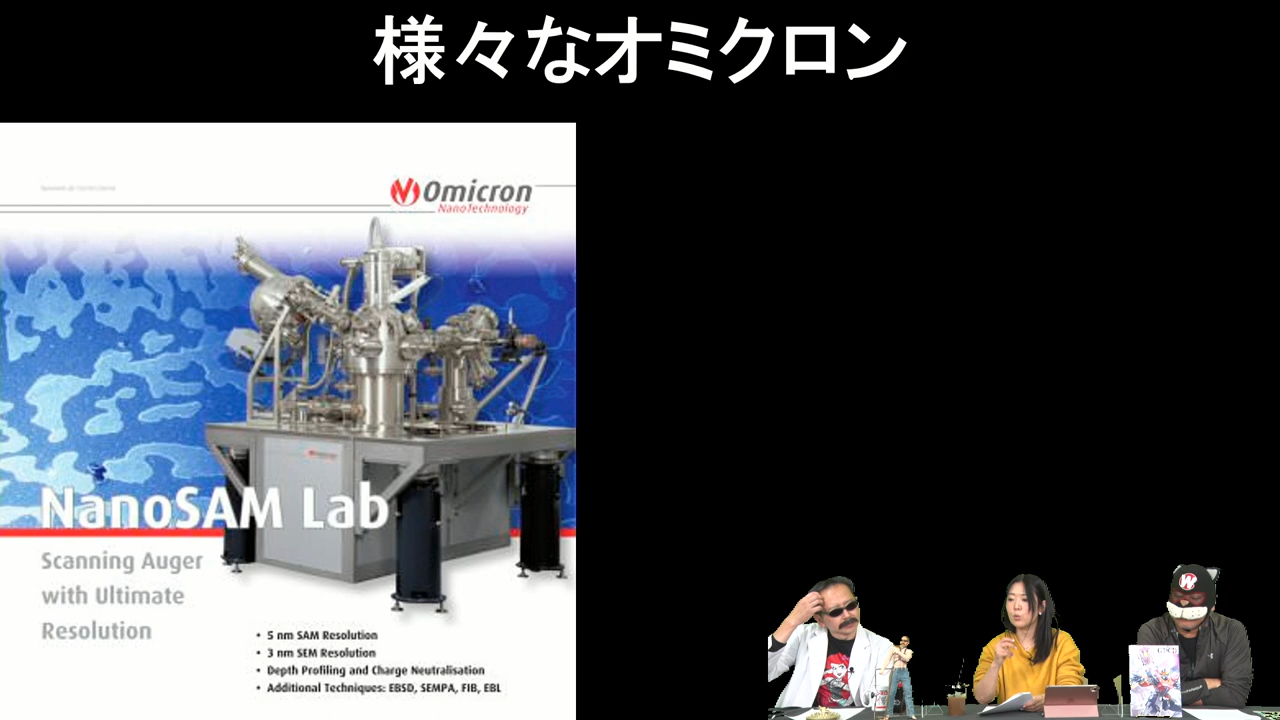 様々なオミクロン
Omicron
NanoTechnology
NanoSAM Lab
Scanning Auger
with Ultimate
Resolution
• 5 nm SAM Resolution
• 3 nm SEM Resolution
• Depth Profiling and Charge Neutralisation
• Additional Techniques: EBSD, SEMPA, FIB, EBL
W